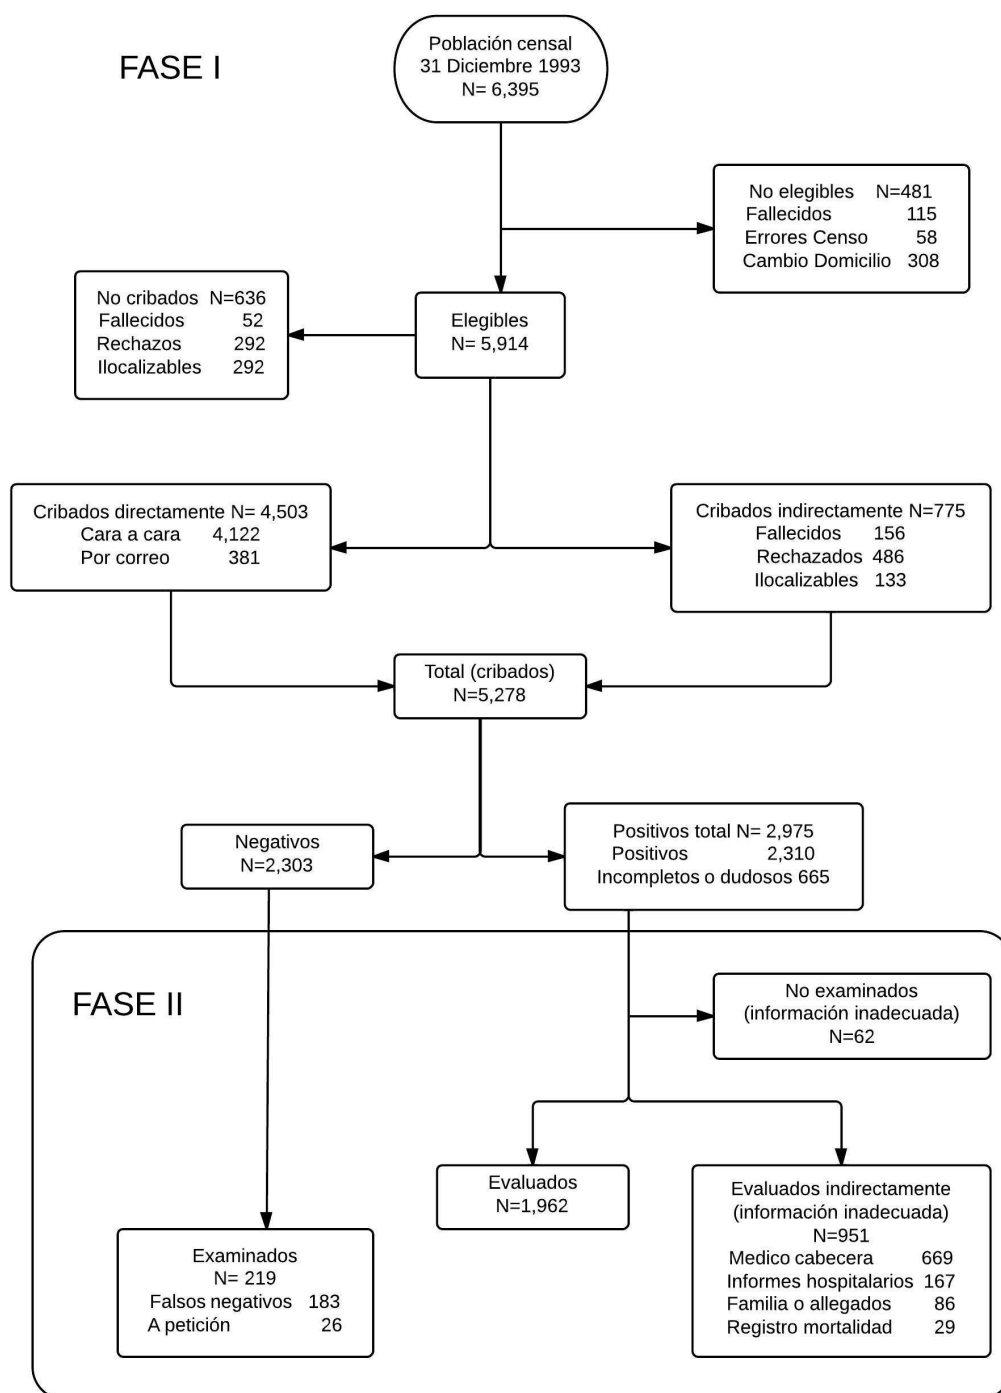 FASE I
Población censal
31 Diciembre 1993
N= 6,395
No elegibles N=481
Fallecidos 115
Errores Censo 58
Cambio Domicilio 308
No cribados N=636
Fallecidos 52
Rechazos 292
Ilocalizables 292
Elegibles
N= 5,914
Cribados directamente N= 4,503
Cara a cara 4,122
Por correo 381
Cribados indirectamente N=775
Fallecidos 156
Rechazados 486
Ilocalizables 133
Total (cribados)
N=5,278
Negativos
N=2,303
Positivos total N= 2,975
Positivos 2,310
Incompletos o dudosos 665
FASE II
No examinados
(información inadecuada)
N=62
Evaluados
N=1,962
Evaluados indirectamente
(información inadecuada)
N=951
Medico cabecera 669
Informes hospitalarios 167
Familia o allegados 86
Registro mortalidad 29
Examinados
N= 219
Falsos negativos 183
A petición 26